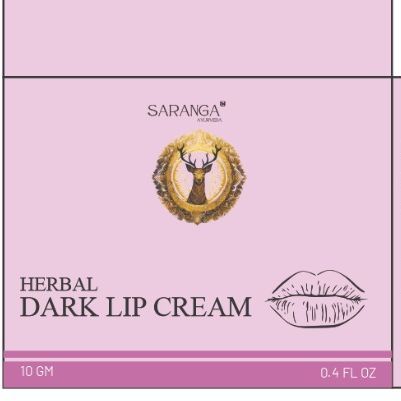 SARANGA
AYURVEDA
HERBAL
DARK LIP CREAM
10 GM
0.4 FL OZ